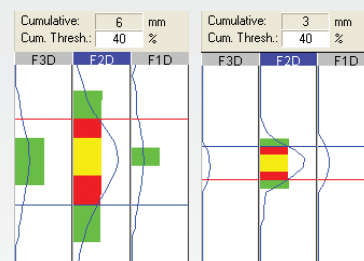 Cumulative: 6 mm
Cum. Thresh.: 40 %
F3D F2D F1D
Cumulative: 3 mm
Cum. Thresh.: 40 %
F3D F2D F1D